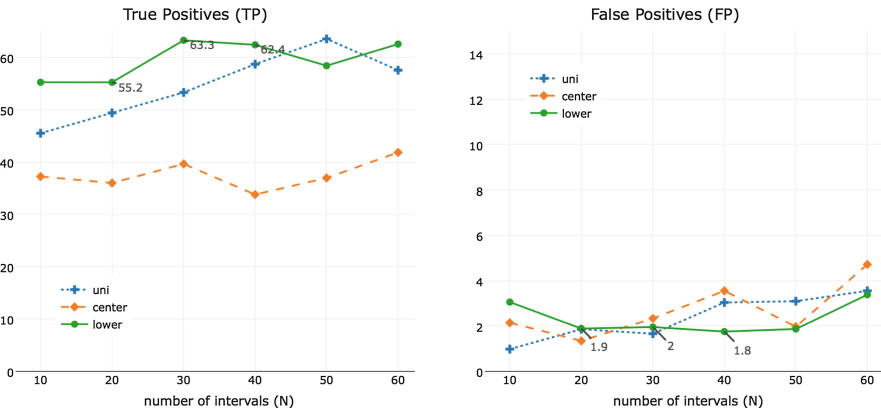 True Positives (TP)
60
50
40
30
20
10
0
63.3
62.4
55.2
uni
center
lower
10 20 30 40 50 60
number of intervals (N)
False Positives (FP)
14
12
10
8
6
4
2
0
uni
center
lower
1.9
2
1.8
10 20 30 40 50 60
number of intervals (N)